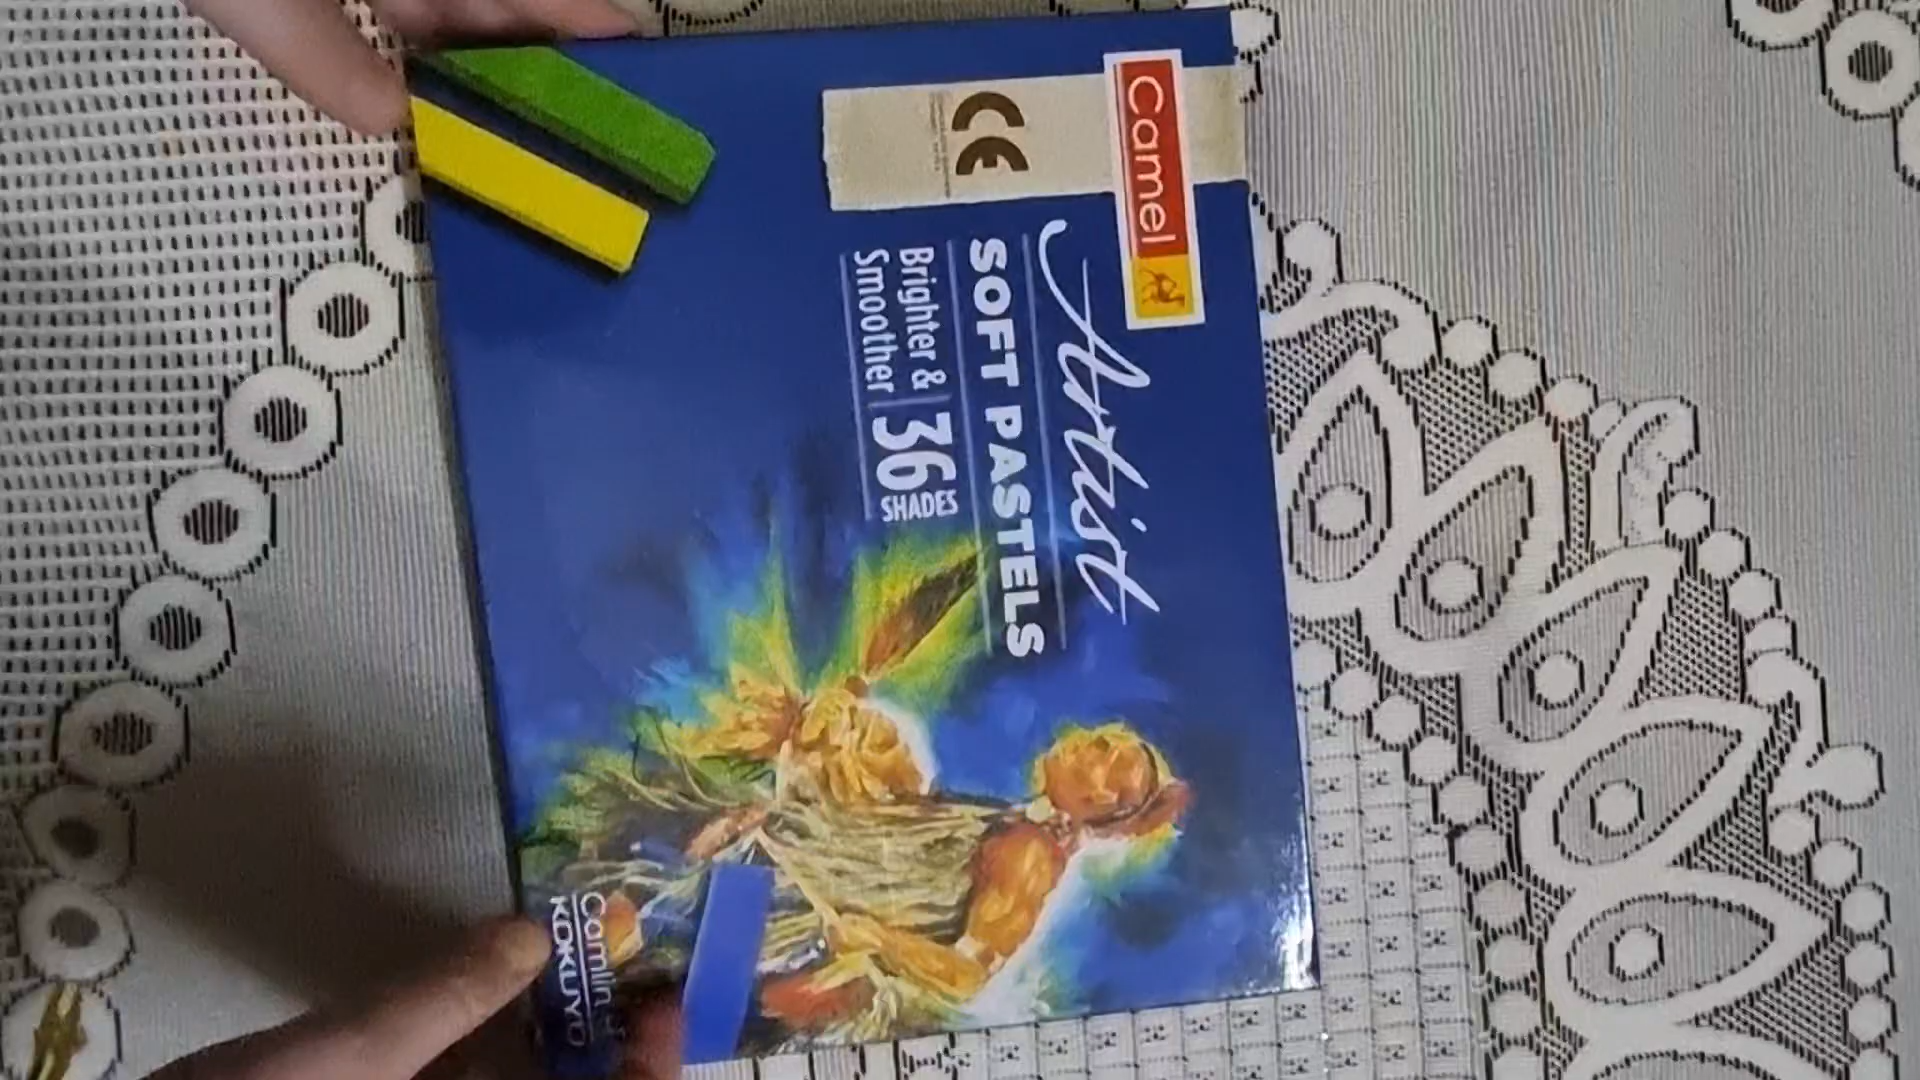 Camel
CE
Artist
SOFT PASTELS
Brighter &
Smoother
36
SHADES
Camlin
KOKUYO